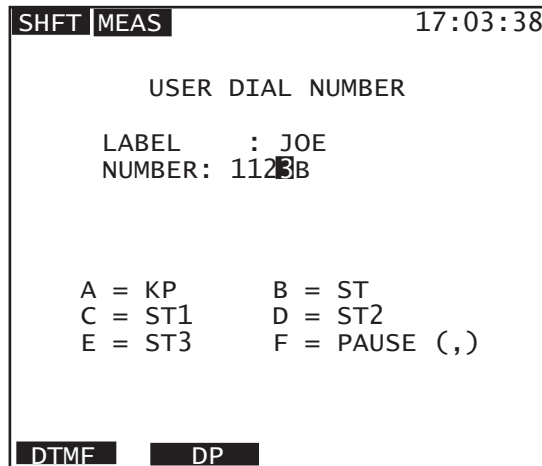 SHFT MEAS 17:03:38
USER DIAL NUMBER
LABEL : JOE
NUMBER: 1123B
A = KP B = ST
C = ST1 D = ST2
E = ST3 F = PAUSE (,)
DTMF DP